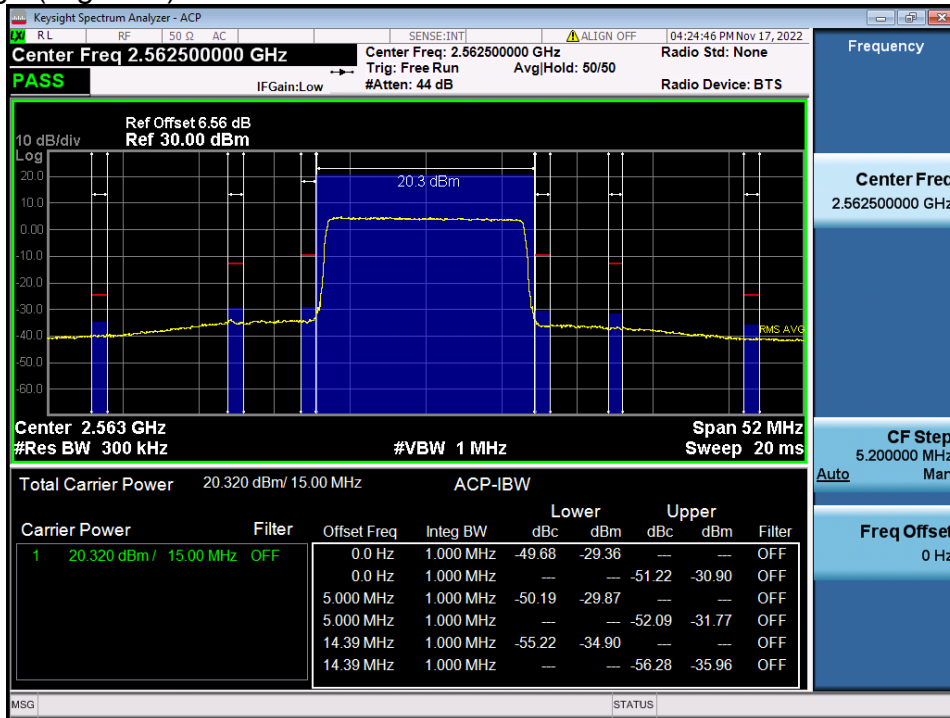 Keysight Spectrum Analyzer - ACP
LXI RL RF 50 Ω AC SENSE:INT ALIGN OFF 04:24:46 PM Nov 17, 2022
Center Freq 2.562500000 GHz Center Freq: 2.562500000 GHz Radio Std: None
Trig: Free Run Avg|Hold: 50/50
PASS IFGain:Low #Atten: 44 dB Radio Device: BTS
Frequency
Ref Offset 6.56 dB
10 dB/div Ref 30.00 dBm
Log
20.0
20.3 dBm
10.0
0.00
-10.0
-20.0
-30.0
-40.0
RMS AVG
-50.0
-60.0
Center 2.563 GHz Span 52 MHz
#Res BW 300 kHz #VBW 1 MHz Sweep 20 ms
Center Freq
2.562500000 GHz
CF Step
5.200000 MHz
Auto Man
Freq Offset
0 Hz
Total Carrier Power 20.320 dBm/ 15.00 MHz ACP-IBW
Lower Upper
Carrier Power Filter Offset Freq Integ BW dBc dBm dBc dBm Filter
1 20.320 dBm / 15.00 MHz OFF 0.0 Hz 1.000 MHz -49.68 -29.36 --- --- OFF
0.0 Hz 1.000 MHz --- --- -51.22 -30.90 OFF
5.000 MHz 1.000 MHz -50.19 -29.87 --- --- OFF
5.000 MHz 1.000 MHz --- --- -52.09 -31.77 OFF
14.39 MHz 1.000 MHz -55.22 -34.90 --- --- OFF
14.39 MHz 1.000 MHz --- --- -56.28 -35.96 OFF
MSG STATUS